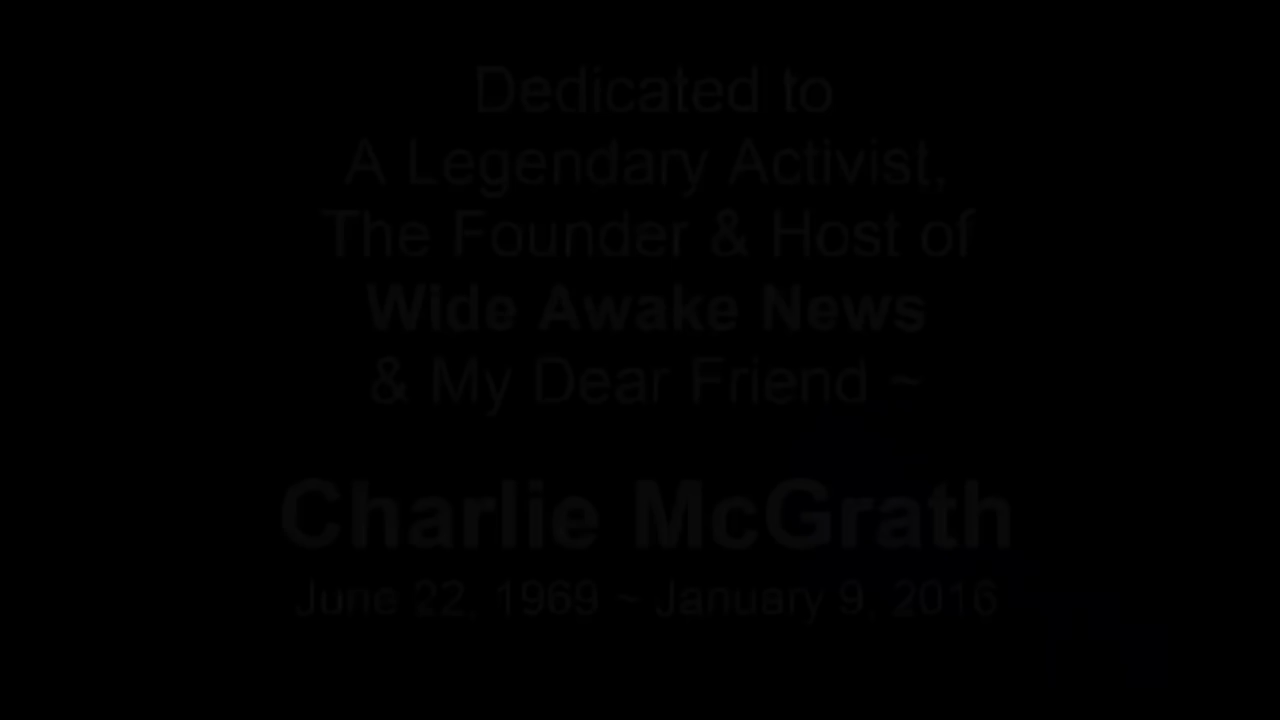 Dedicated to
A Legendary Activist,
The Founder & Host of
Wide Awake News
& My Dear Friend ~
Charlie McGrath
June 22, 1969 ~ January 9, 2016